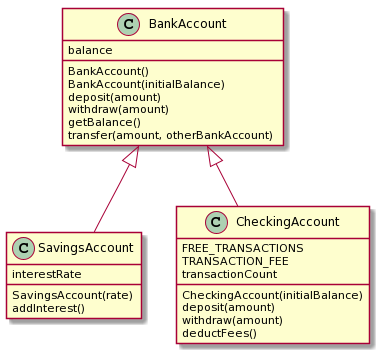 C BankAccount
balance
BankAccount()
BankAccount(initialBalance)
deposit(amount)
withdraw(amount)
getBalance()
transfer(amount, otherBankAccount)
C SavingsAccount
interestRate
SavingsAccount(rate)
addInterest()
C CheckingAccount
FREE_TRANSACTIONS
TRANSACTION_FEE
transactionCount
CheckingAccount(initialBalance)
deposit(amount)
withdraw(amount)
deductFees()